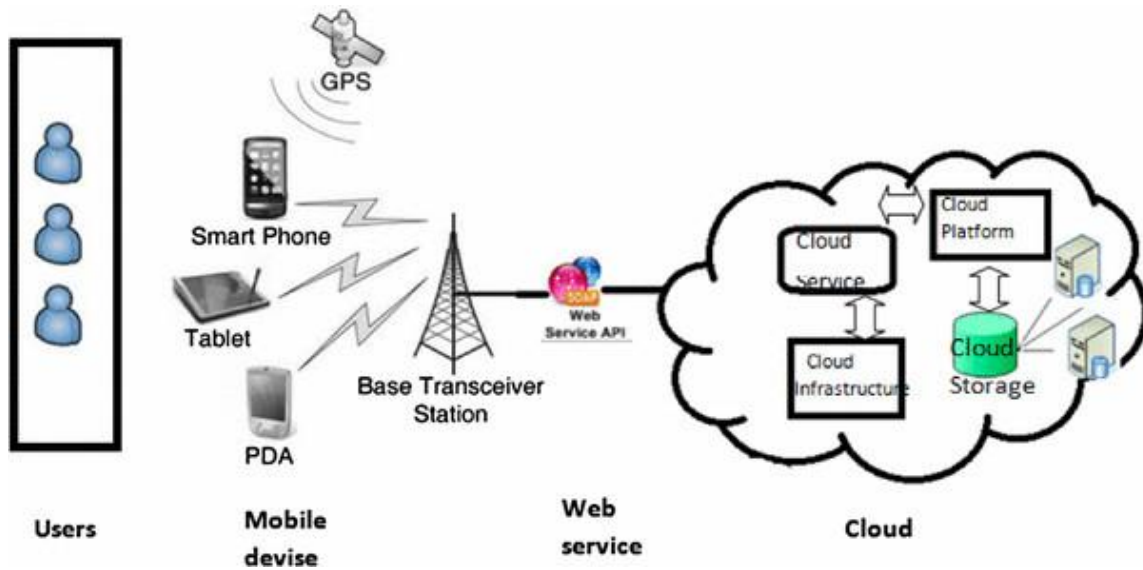 GPS
Smart Phone
Tablet
PDA
Base Transceiver
Station
SOAP
Web
Service API
Cloud
Service
Cloud
Platform
Cloud
Infrastructure
Cloud
Storage
Users
Mobile
devise
Web
service
Cloud